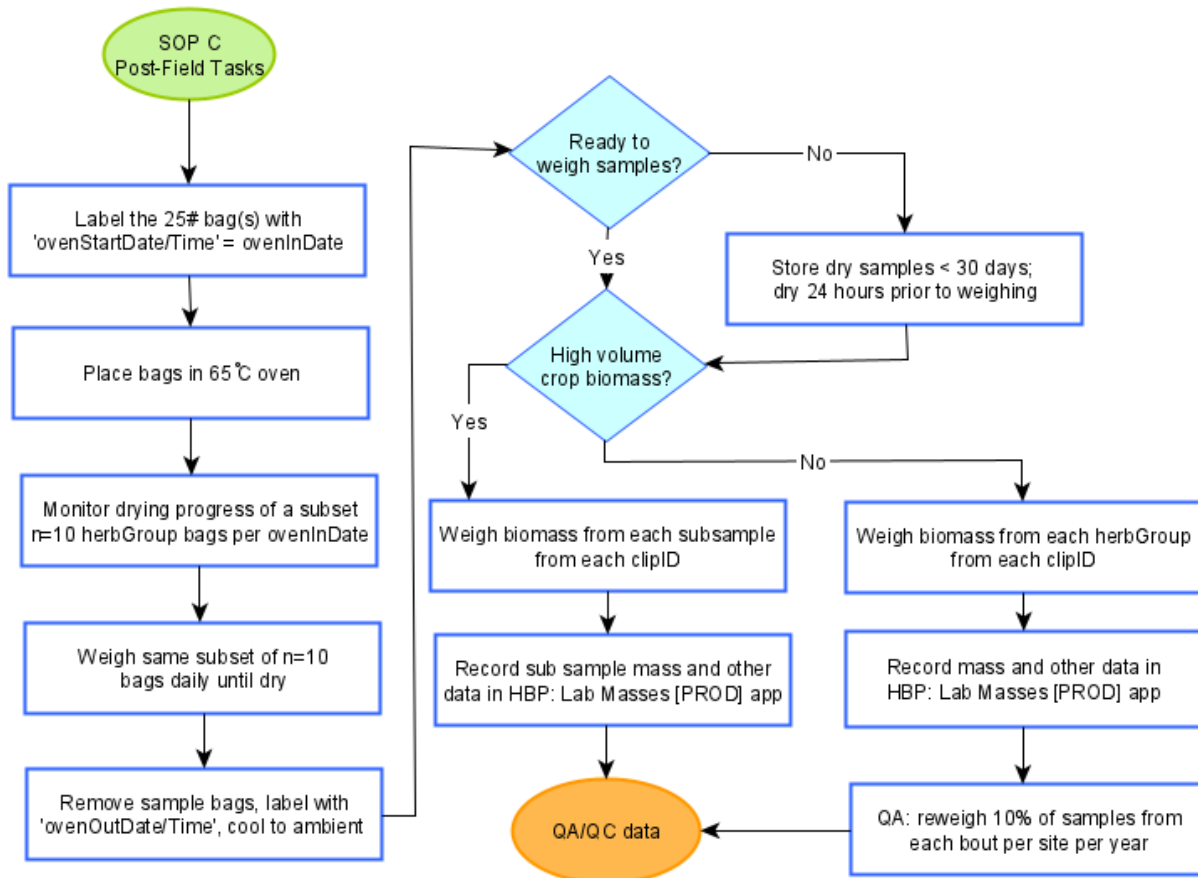 SOP C
Post-Field Tasks
Label the 25# bag(s) with
'ovenStartDate/Time' = ovenInDate
Place bags in 65˚C oven
Monitor drying progress of a subset
n=10 herbGroup bags per ovenInDate
Weigh same subset of n=10
bags daily until dry
Remove sample bags, label with
'ovenOutDate/Time', cool to ambient
Ready to
weigh samples?
No
Yes
Store dry samples < 30 days;
dry 24 hours prior to weighing
High volume
crop biomass?
Yes
No
Weigh biomass from each subsample
from each clipID
Record sub sample mass and other
data in HBP: Lab Masses [PROD] app
Weigh biomass from each herbGroup
from each clipID
Record mass and other data in
HBP: Lab Masses [PROD] app
QA: reweigh 10% of samples from
each bout per site per year
QA/QC data